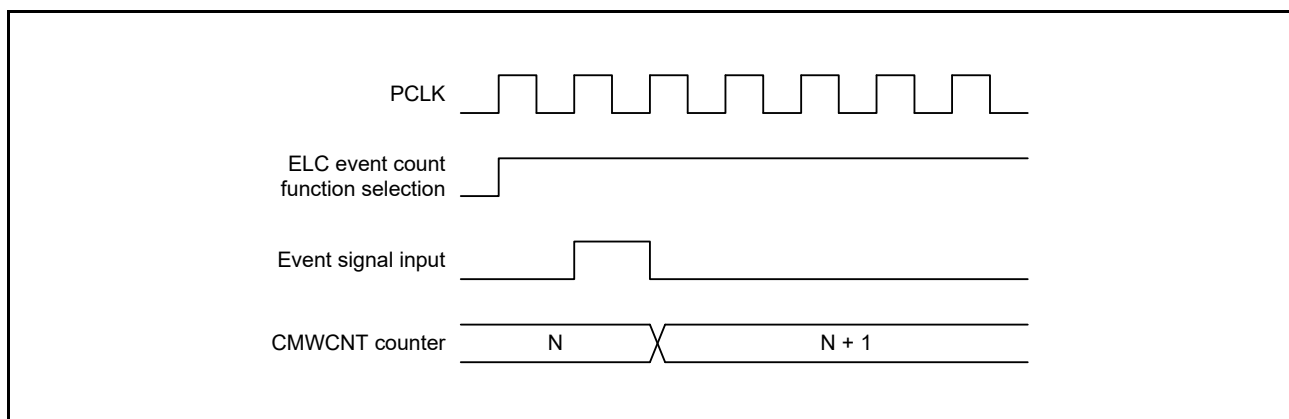 PCLK
ELC event count
function selection
Event signal input
CMWCNT counter
N
N + 1